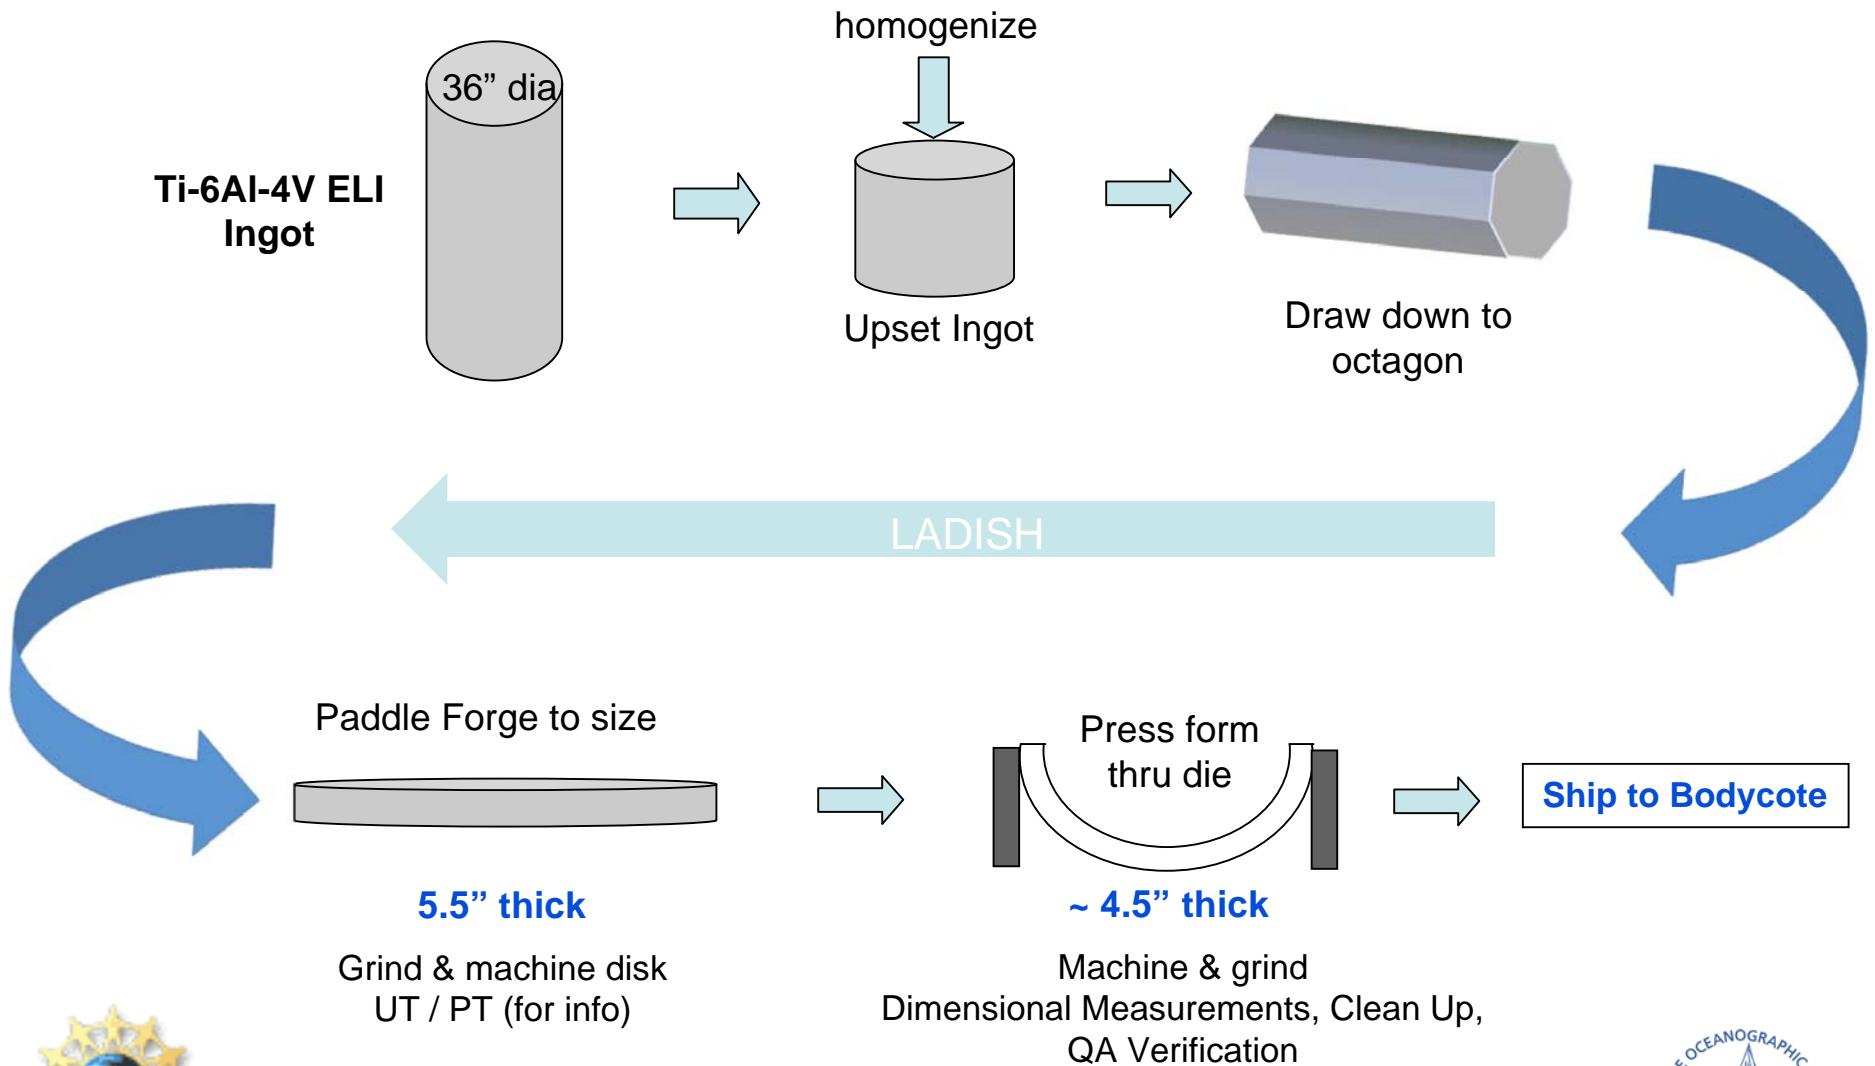 homogenize
36” dia
Ti-6Al-4V ELI
Ingot
Upset Ingot
Draw down to
octagon
LADISH
Paddle Forge to size
Press form
thru die
Ship to Bodycote
5.5” thick
~ 4.5” thick
Grind & machine disk
UT / PT (for info)
Machine & grind
Dimensional Measurements, Clean Up,
QA Verification
OCEANOGRAPHIC